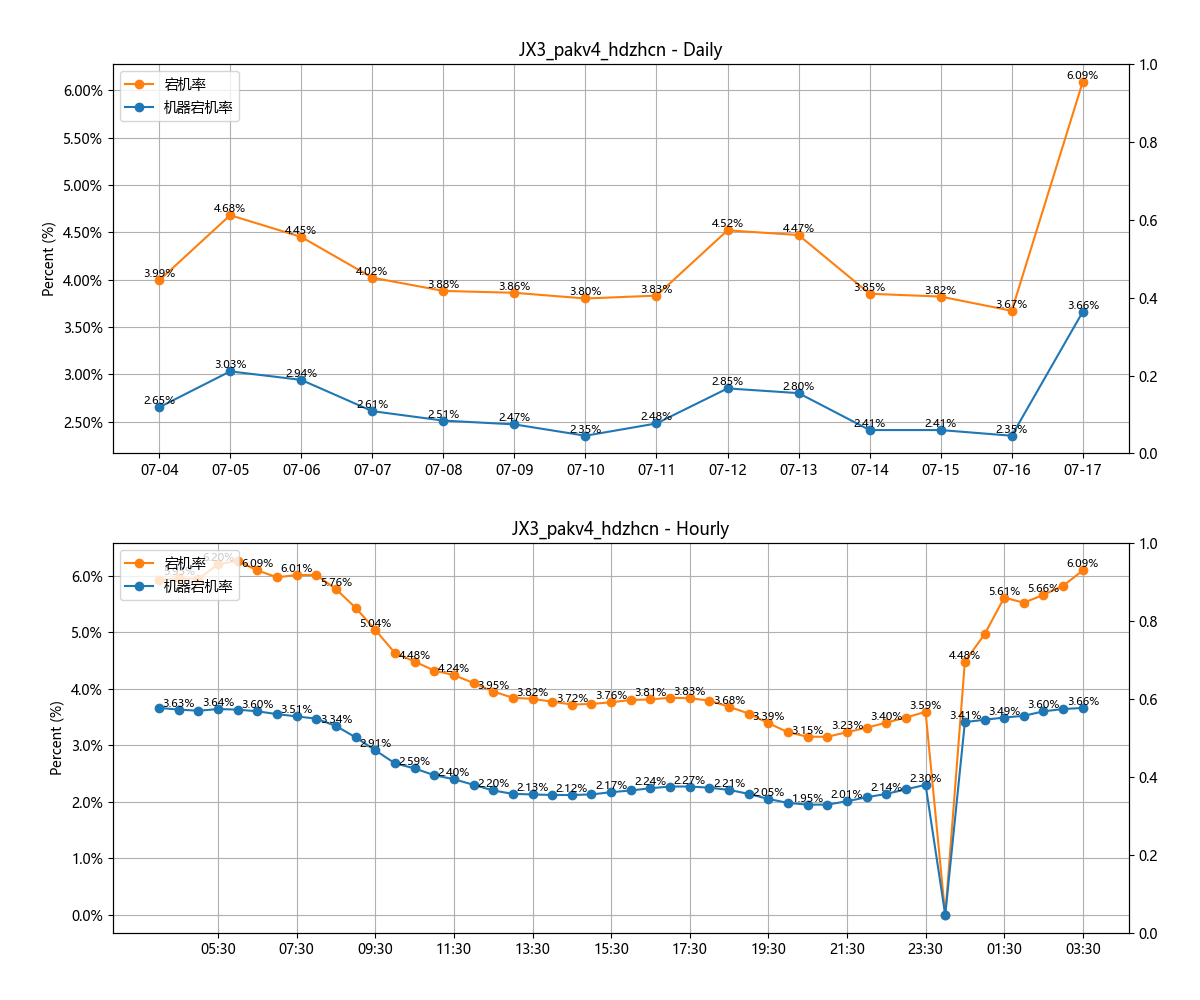 JX3_pakv4_hdzhcn - Daily
宕机率
机器宕机率
Percent (%)
6.00%
5.50%
5.00%
4.50%
4.00%
3.50%
3.00%
2.50%
1.0
0.8
0.6
0.4
0.2
0.0
3.99% 4.68% 4.45% 4.02% 3.88% 3.86% 3.80% 3.83% 4.52% 4.47% 3.85% 3.82% 3.67% 6.09%
2.65% 3.03% 2.94% 2.61% 2.51% 2.47% 2.35% 2.48% 2.85% 2.80% 2.41% 2.41% 2.35% 3.66%
07-04 07-05 07-06 07-07 07-08 07-09 07-10 07-11 07-12 07-13 07-14 07-15 07-16 07-17
JX3_pakv4_hdzhcn - Hourly
宕机率
机器宕机率
Percent (%)
6.0%
5.0%
4.0%
3.0%
2.0%
1.0%
0.0%
1.0
0.8
0.6
0.4
0.2
0.0
6.20% 6.09% 6.01% 5.76% 5.04% 4.48% 4.24% 3.95% 3.82% 3.72% 3.76% 3.81% 3.83% 3.68% 3.39% 3.15% 3.23% 3.40% 3.59% 4.48% 5.61% 5.66% 6.09%
3.63% 3.64% 3.60% 3.51% 3.34% 2.91% 2.59% 2.40% 2.20% 2.13% 2.12% 2.17% 2.24% 2.27% 2.21% 2.05% 1.95% 2.01% 2.14% 2.30% 3.41% 3.49% 3.60% 3.66%
05:30 07:30 09:30 11:30 13:30 15:30 17:30 19:30 21:30 23:30 01:30 03:30